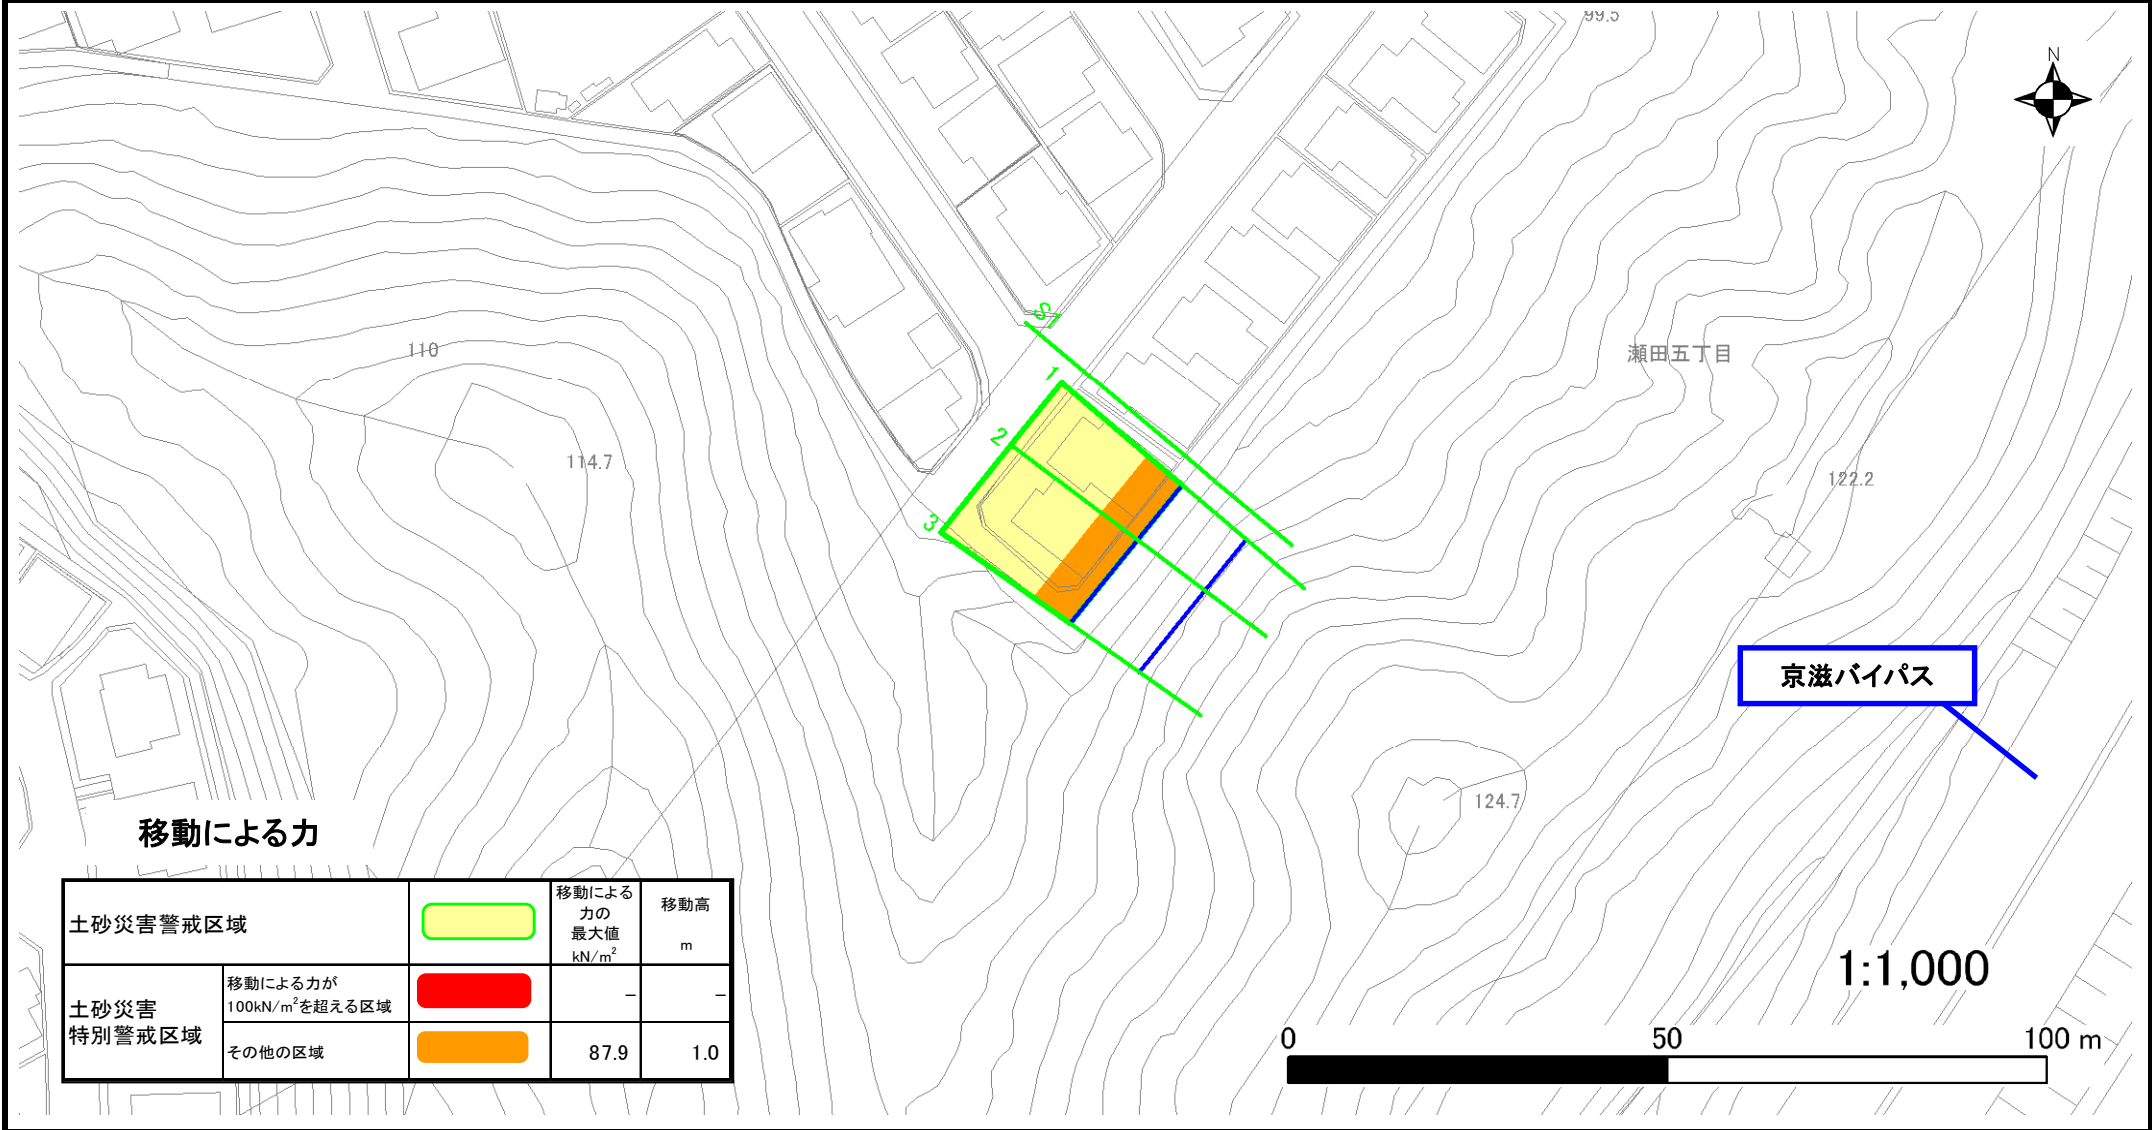 99.5
N
S1
1
2
3
110
114.7
瀬田五丁目
122.2
京滋バイパス
124.7
移動による力
土砂災害警戒区域
移動による
力の
最大値
kN/m²
移動高
m
土砂災害
特別警戒区域
移動による力が
100kN/m²を超える区域
-
-
その他の区域
87.9
1.0
1:1,000
0
50
100 m